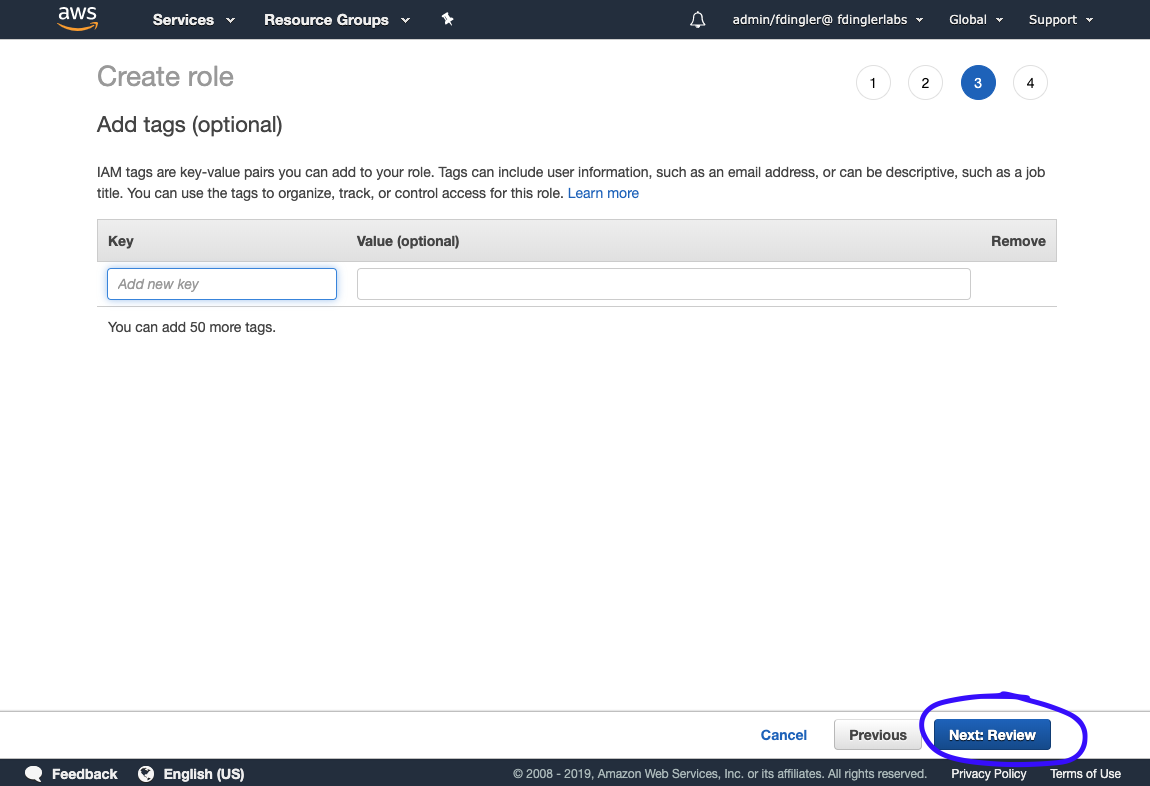 aws Services Resource Groups admin/fdingler@ fdinglerlabs Global Support
Create role
1 2 3 4
Add tags (optional)
IAM tags are key-value pairs you can add to your role. Tags can include user information, such as an email address, or can be descriptive, such as a job
title. You can use the tags to organize, track, or control access for this role. Learn more
Key Value (optional) Remove
Add new key
You can add 50 more tags.
Cancel Previous Next: Review
Feedback English (US) © 2008 - 2019, Amazon Web Services, Inc. or its affiliates. All rights reserved. Privacy Policy Terms of Use